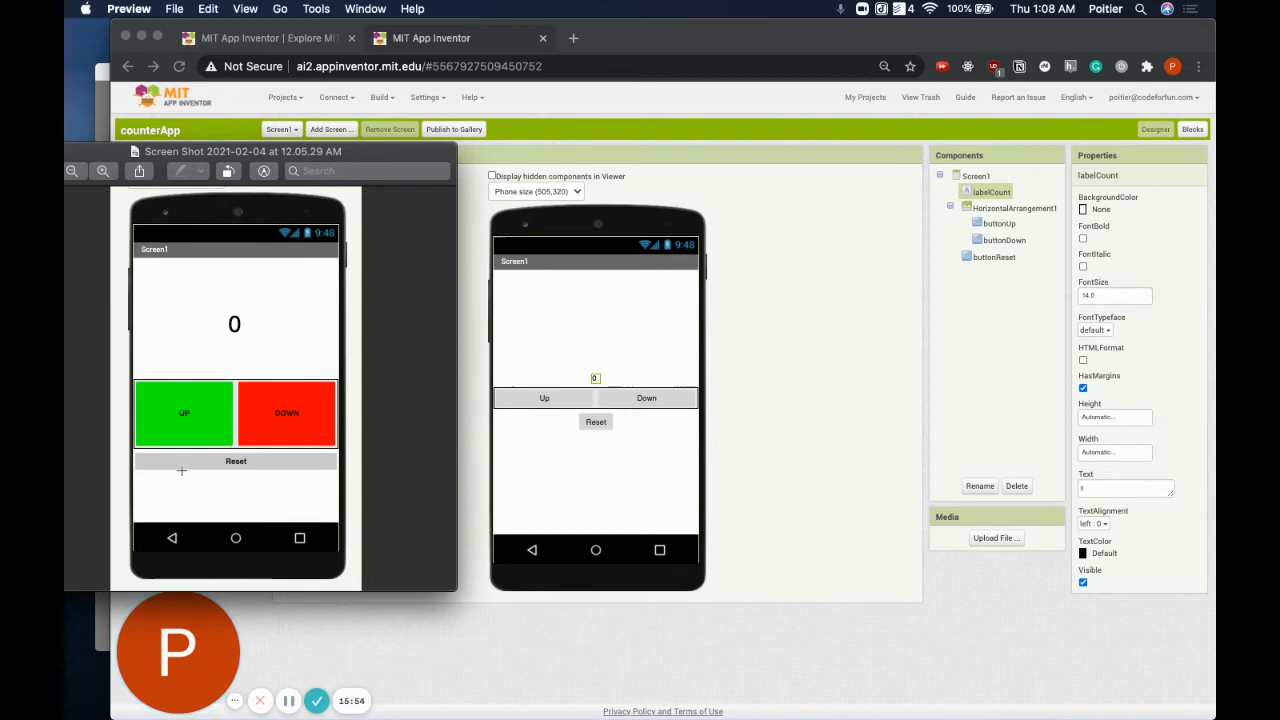 Preview File Edit View Go Tools Window Help 4 100% Thu 1:08 AM Poitier
MIT App Inventor | Explore MIT
MIT App Inventor
Not Secure ai2.appinventor.mit.edu/#5567927509450752
1
P
MIT
APP INVENTOR
Projects Connect Build Settings Help My Projects View Trash Guide Report an Issue English poitier@codeforfun.com
counterApp Screen1 Add Screen ... Remove Screen Publish to Gallery Designer Blocks
Screen Shot 2021-02-04 at 12.05.29 AM
Search
9:48
Screen1
0
UP DOWN
Reset
Display hidden components in Viewer
Phone size (505,320)
9:48
Screen1
0
Up Down
Reset
Components
Screen1
A labelCount
HorizontalArrangement1
buttonUp
buttonDown
buttonReset
Rename Delete
Media
Upload File ...
Properties
labelCount
BackgroundColor
None
FontBold
FontItalic
FontSize
14.0
FontTypeface
default
HTMLFormat
HasMargins
Height
Automatic...
Width
Automatic...
Text
TextAlignment
left : 0
TextColor
Default
Visible
P
15:54
Privacy Policy and Terms of Use